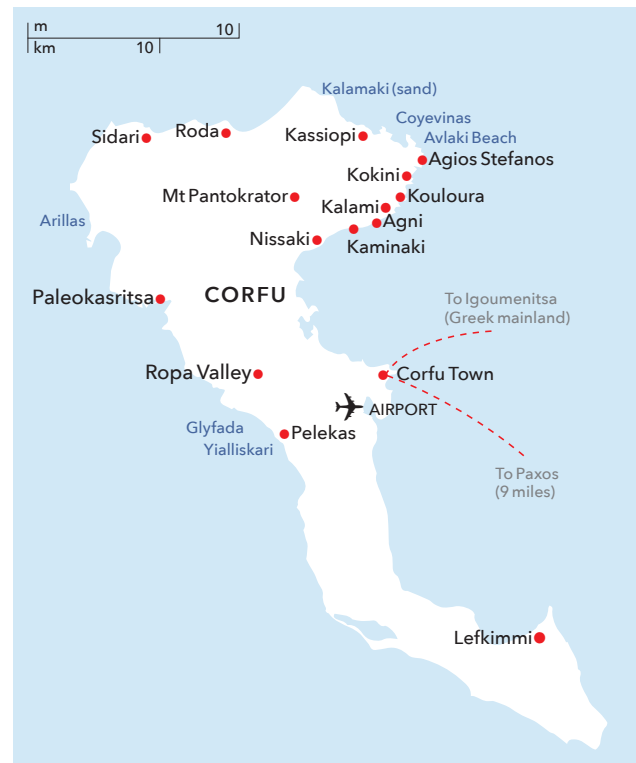 m
10
km
10
Kalamaki (sand)
Coyevinas
Avlaki Beach
Sidari
Roda
Kassiopi
Agios Stefanos
Kokini
Mt Pantokrator
Kouloura
Kalami
Agni
Arillas
Nissaki
Kaminaki
Paleokasritsa
CORFU
To Igoumenitsa
(Greek mainland)
Ropa Valley
Corfu Town
AIRPORT
Glyfada
Yialliskari
Pelekas
To Paxos
(9 miles)
Lefkimmi